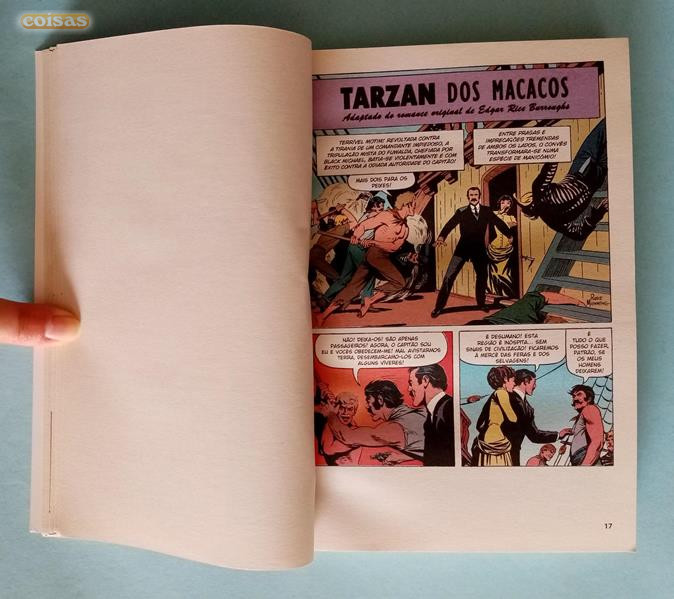 coisas
TARZAN DOS MACACOS
Adaptado do romance original de Edgar Rice Burroughs
TERRÍVEL MOTIM! REVOLTADA CONTRA
A TIRANIA DE UM COMANDANTE IMPIEDOSO, A
TRIPULAÇÃO MISTA DO FUWALDA, CHEFIADA POR
BLACK MICHAEL, BATIA-SE VIOLENTAMENTE E COM
ÊXITO CONTRA A ODIADA AUTORIDADE DO CAPITÃO!
ENTRE PRAGAS E
IMPRECAÇÕES TREMENDAS
DE AMBOS OS LADOS, O CONVÉS
TRANSFORMARA-SE NUMA
ESPÉCIE DE MANICÔMIO!
MAIS DOIS PARA OS
PEIXES!
RUSS
MANNING
NÃO! DEIXA-OS! SÃO APENAS
PASSAGEIROS! AGORA, O CAPITÃO SOU
EU E VOCÊS OBEDECEM-ME! MAL AVISTARMOS
TERRA, DESEMBARCAMO-LOS COM
ALGUNS VÍVERES!
É DESUMANO! ESTA
REGIÃO É INÓSPITA... SEM
SINAIS DE CIVILIZAÇÃO! FICAREMOS
À MERCÊ DAS FERAS E DOS
SELVAGENS!
É
TUDO O QUE
POSSO FAZER,
PATRÃO, SE OS
MEUS HOMENS
DEIXAREM!
17